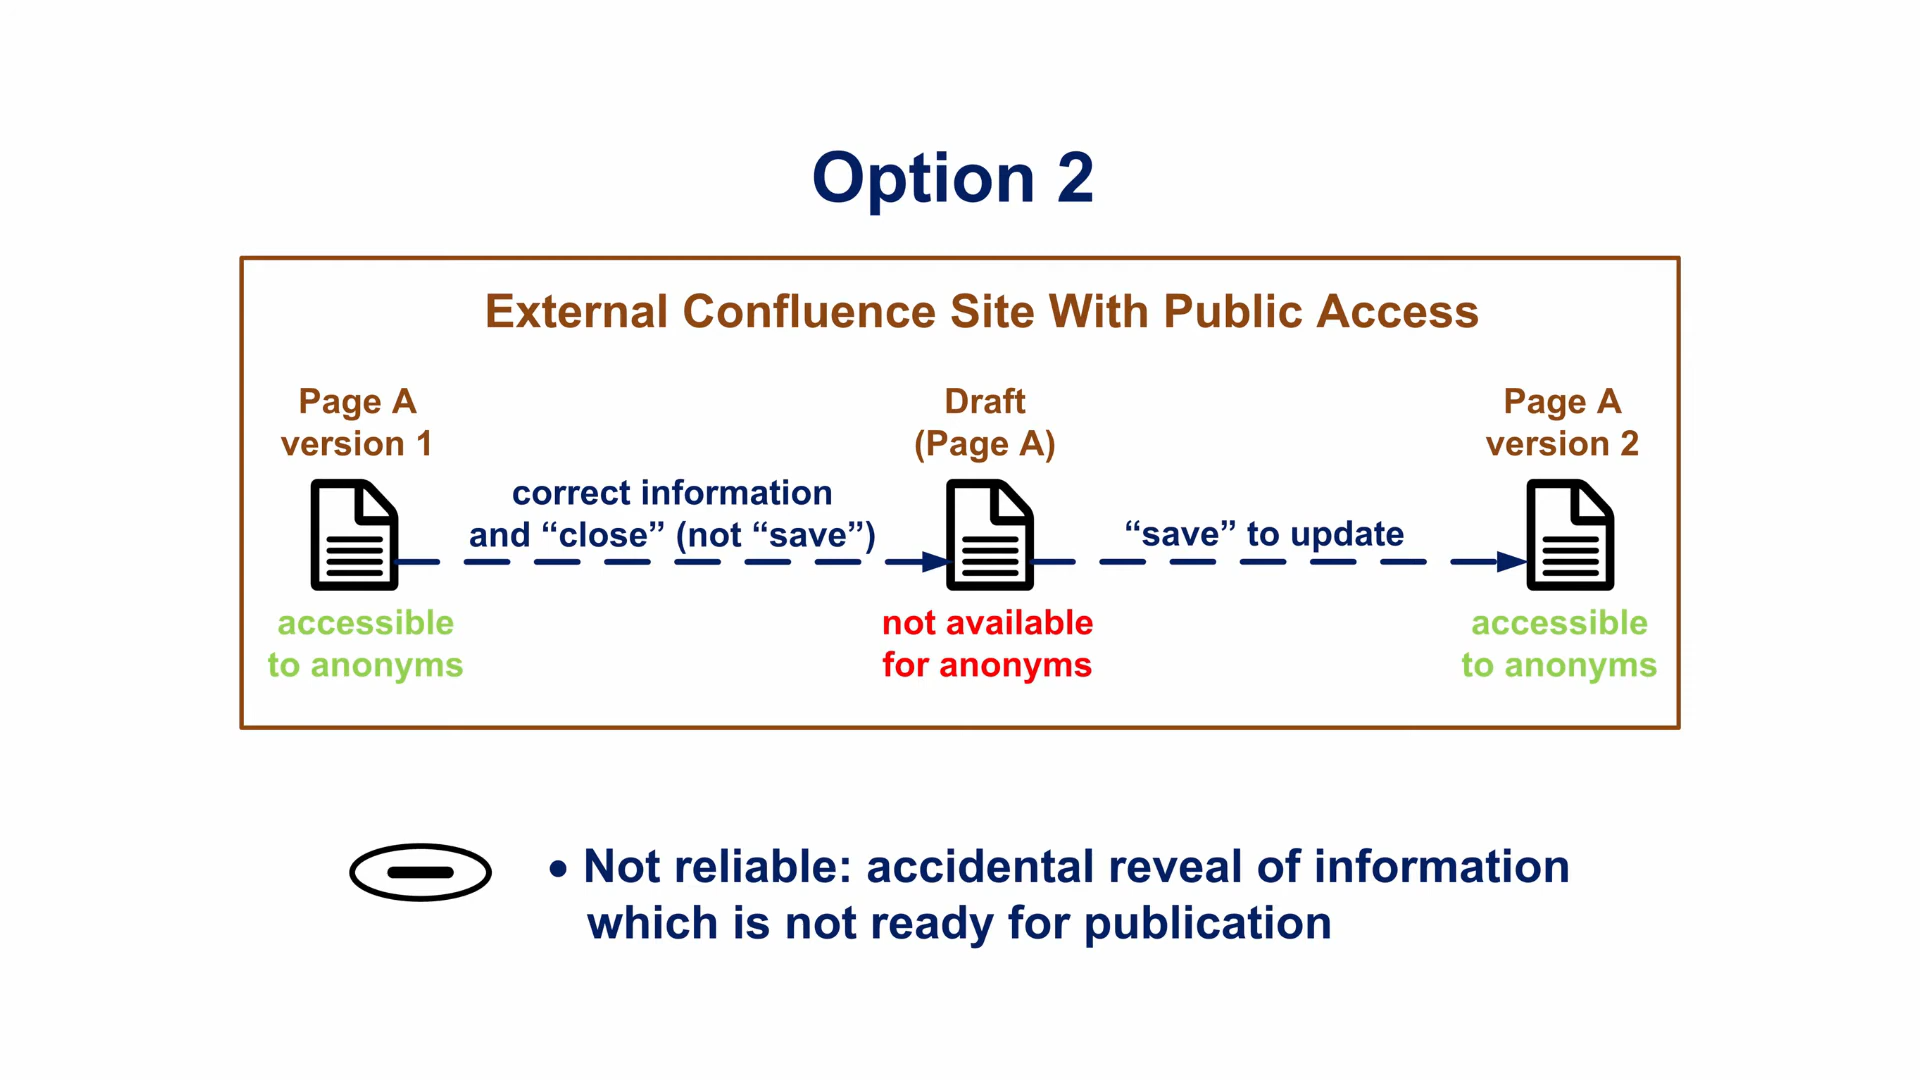 Option 2
External Confluence Site With Public Access
Page A
version 1
Draft
(Page A)
Page A
version 2
correct information
and “close” (not “save”)
“save” to update
accessible
to anonyms
not available
for anonyms
accessible
to anonyms
• Not reliable: accidental reveal of information
which is not ready for publication